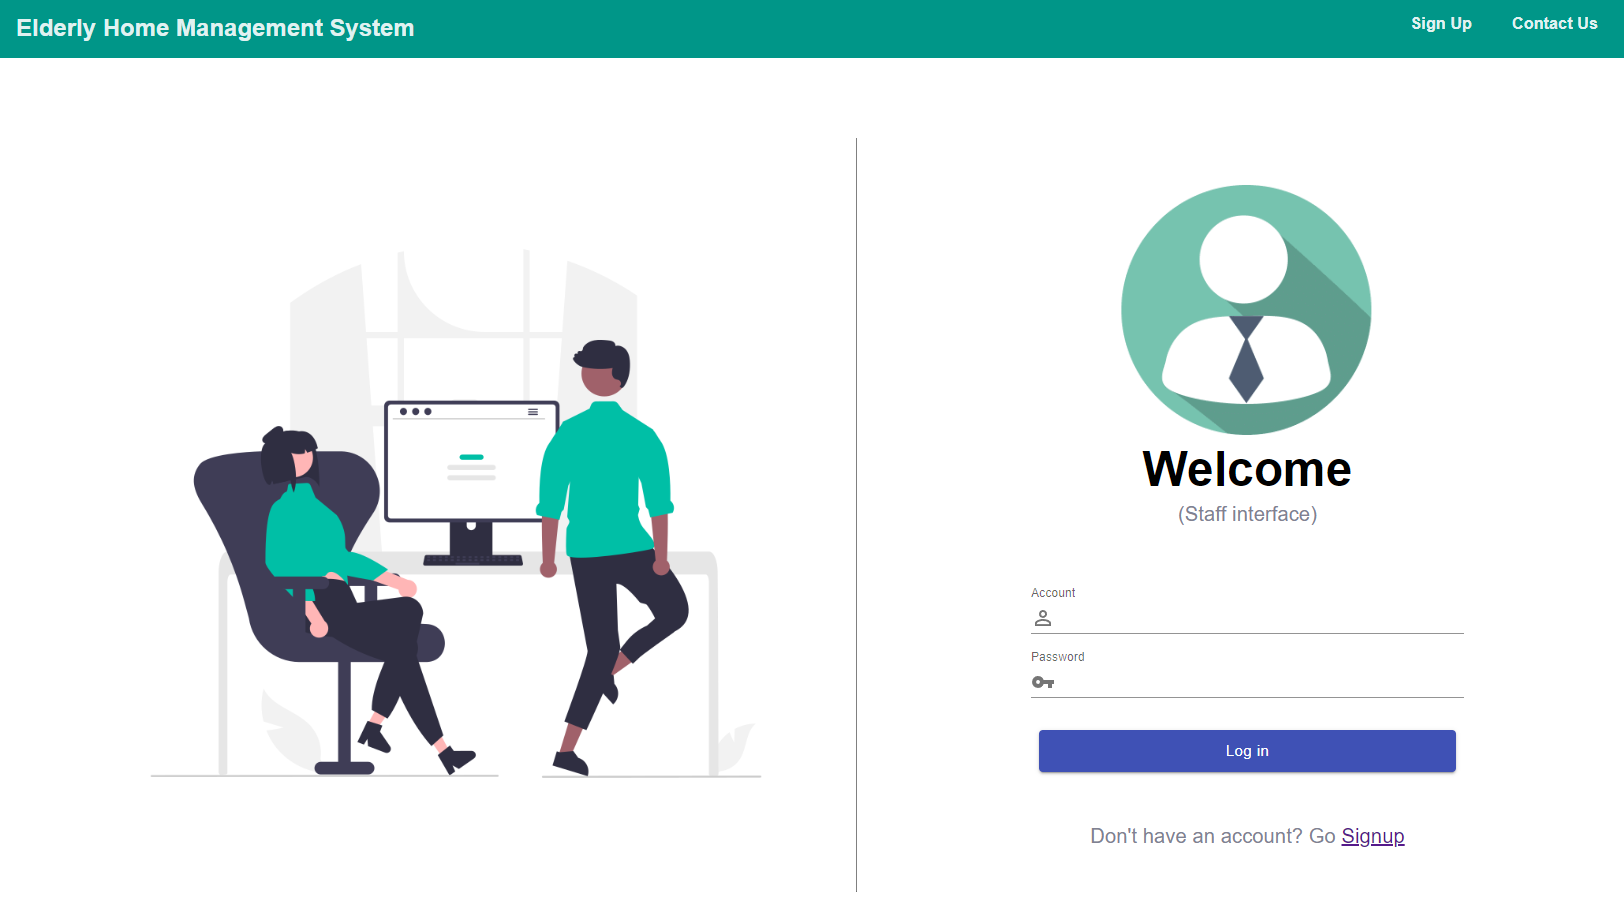 Elderly Home Management System
Sign Up
Contact Us
Welcome
(Staff interface)
Account
Password
Log in
Don't have an account? Go Signup